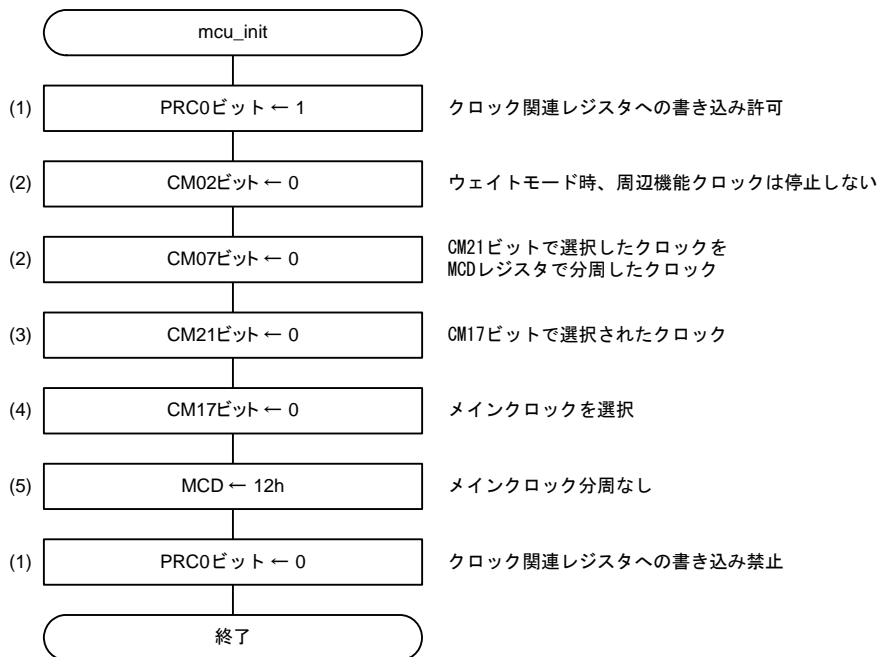 mcu_init
(1) PRC0ビット ← 1 クロック関連レジスタへの書き込み許可
(2) CM02ビット ← 0 ウェイトモード時、周辺機能クロックは停止しない
(2) CM07ビット ← 0 CM21ビットで選択したクロックを
MCDレジスタで分周したクロック
(3) CM21ビット ← 0 CM17ビットで選択されたクロック
(4) CM17ビット ← 0 メインクロックを選択
(5) MCD ← 12h メインクロック分周なし
(1) PRC0ビット ← 0 クロック関連レジスタへの書き込み禁止
終了